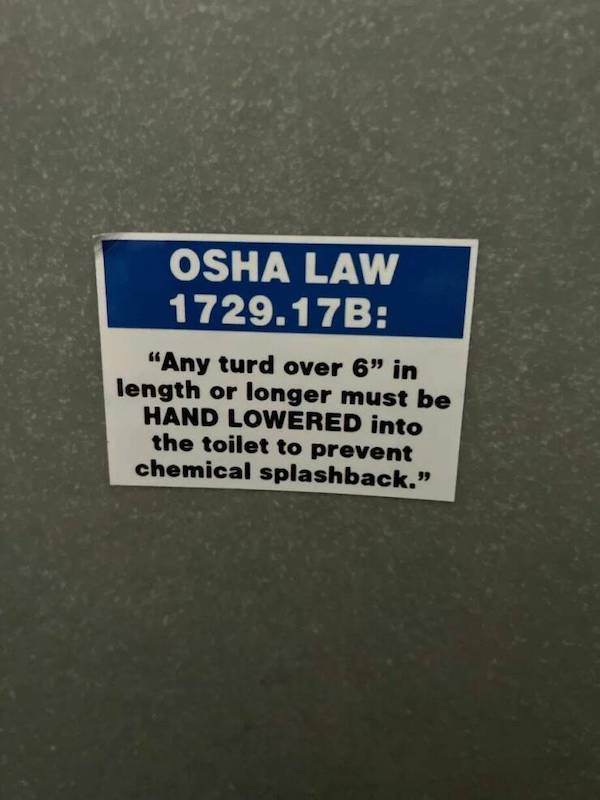 OSHA LAW
1729.17B:
“Any turd over 6” in
length or longer must be
HAND LOWERED into
the toilet to prevent
chemical splashback.”